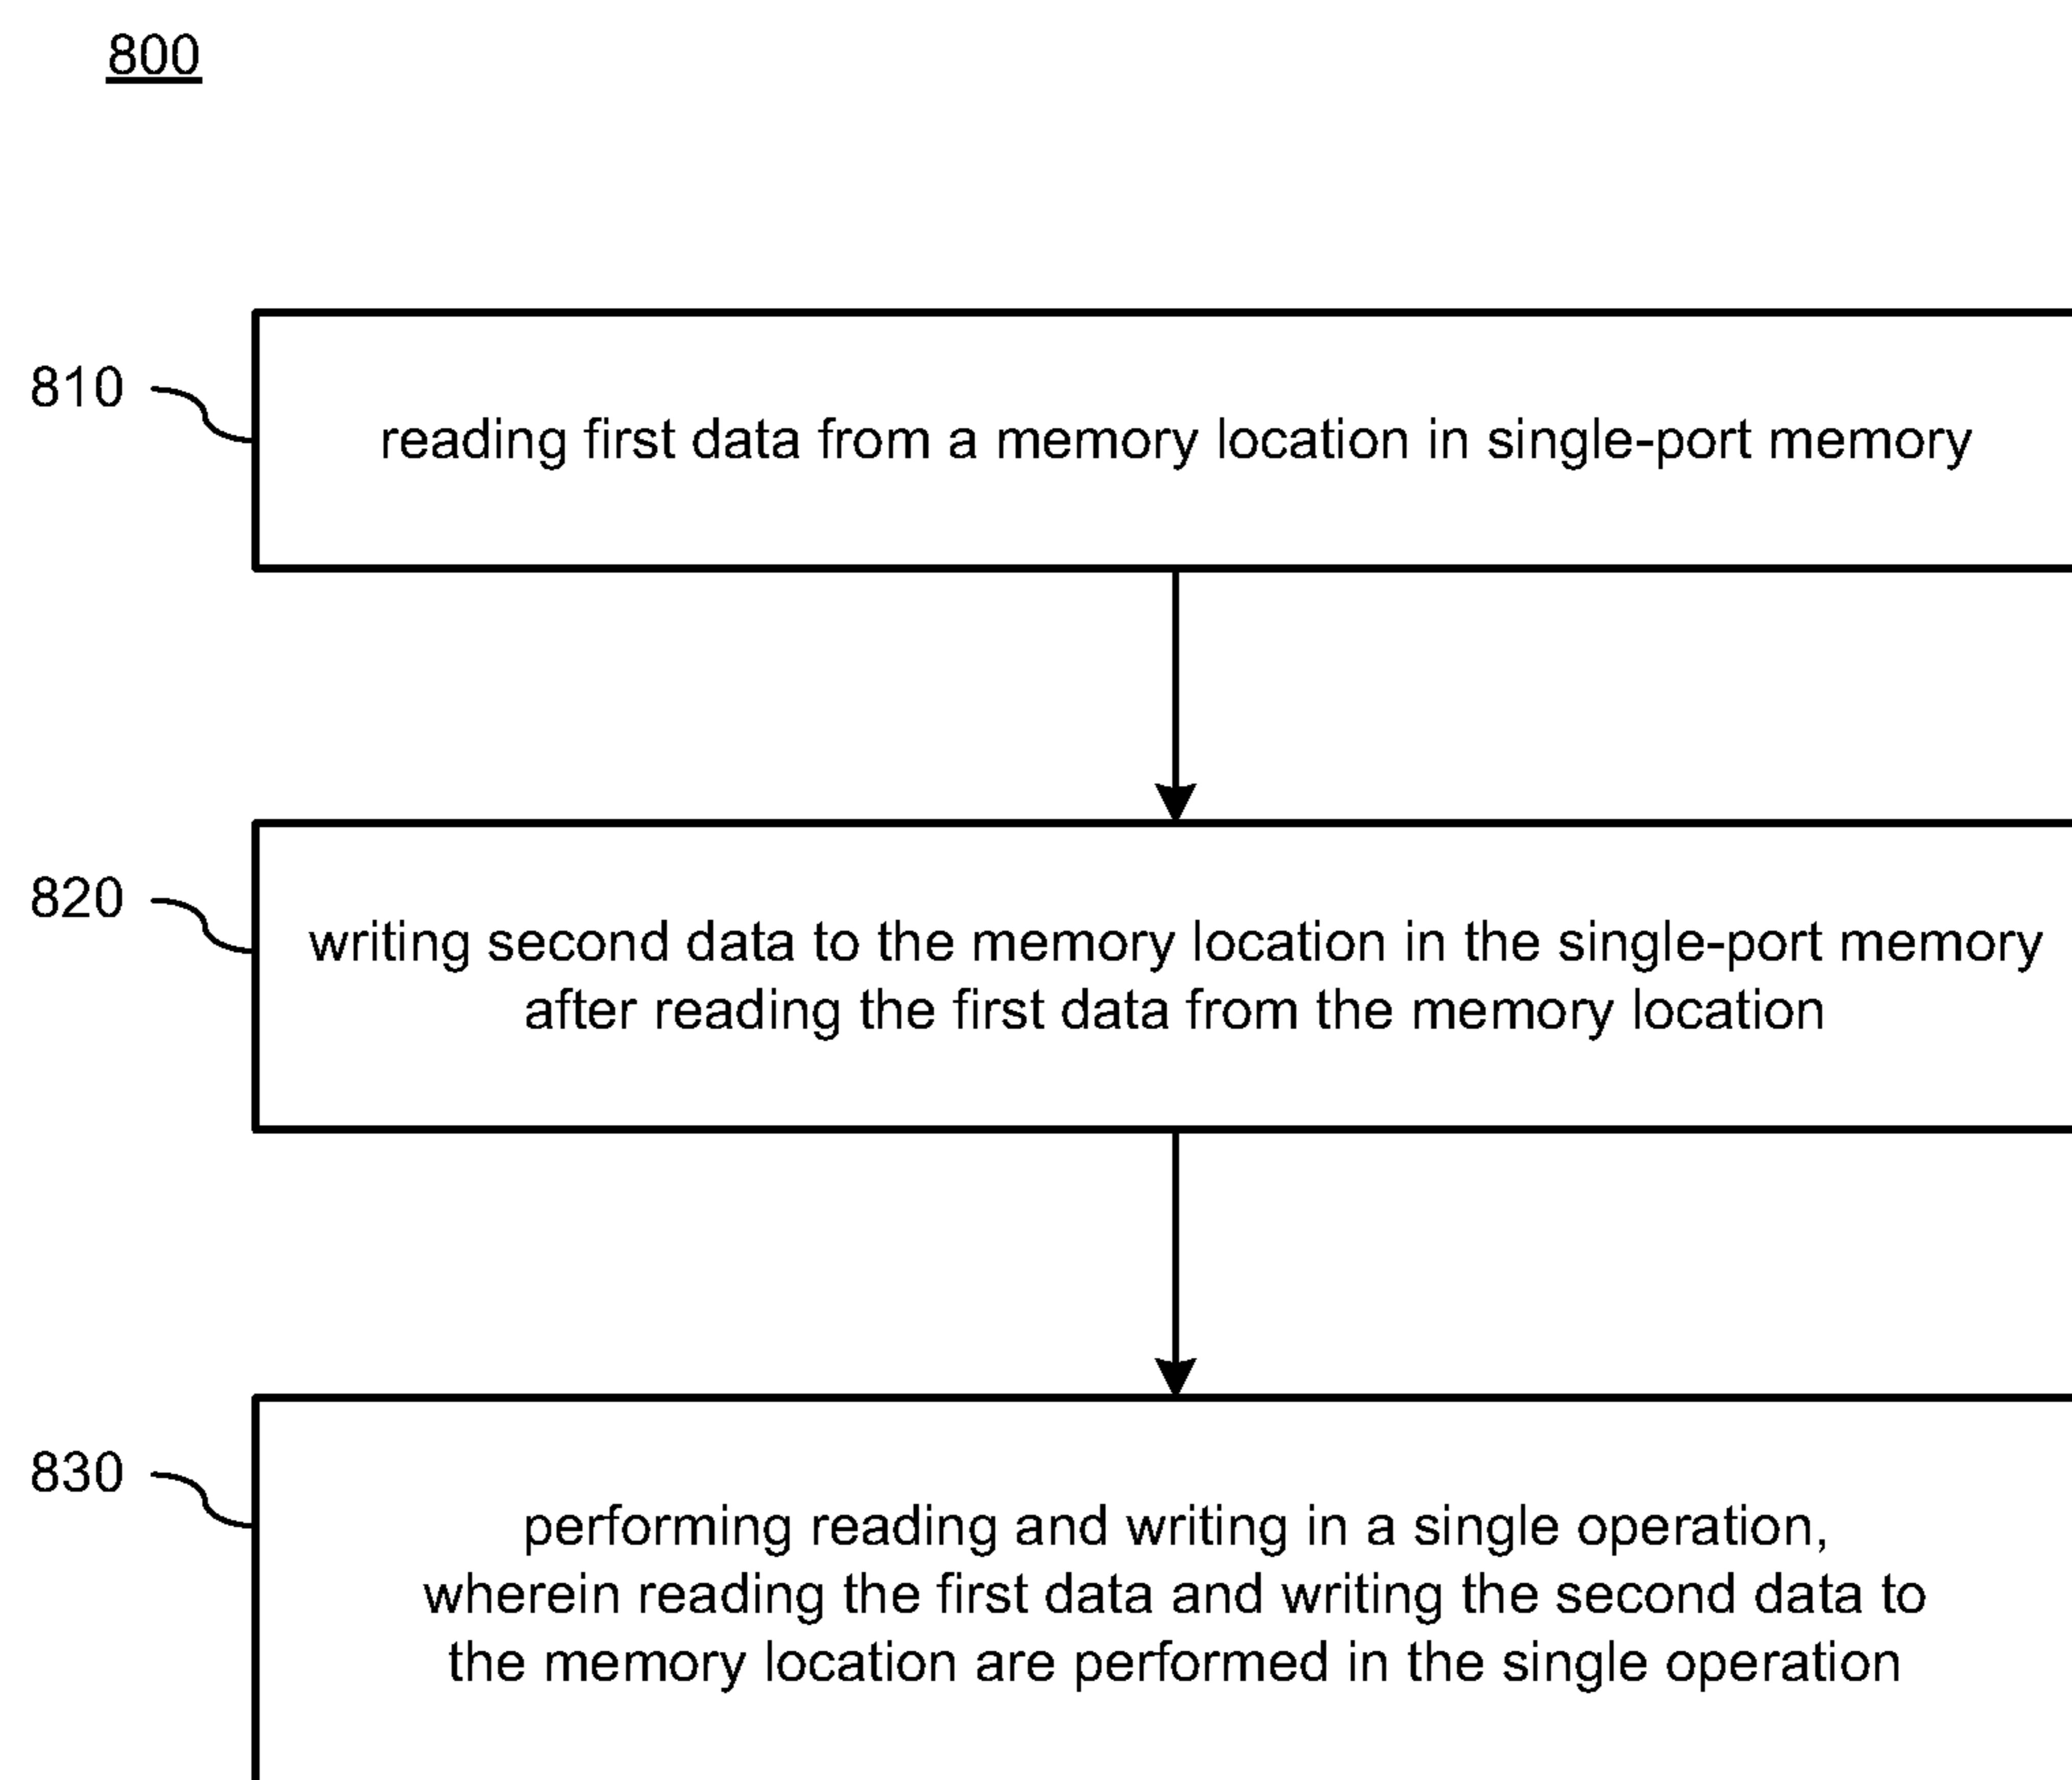 800
810
reading first data from a memory location in single-port memory
820
writing second data to the memory location in the single-port memory
after reading the first data from the memory location
830
performing reading and writing in a single operation,
wherein reading the first data and writing the second data to
the memory location are performed in the single operation